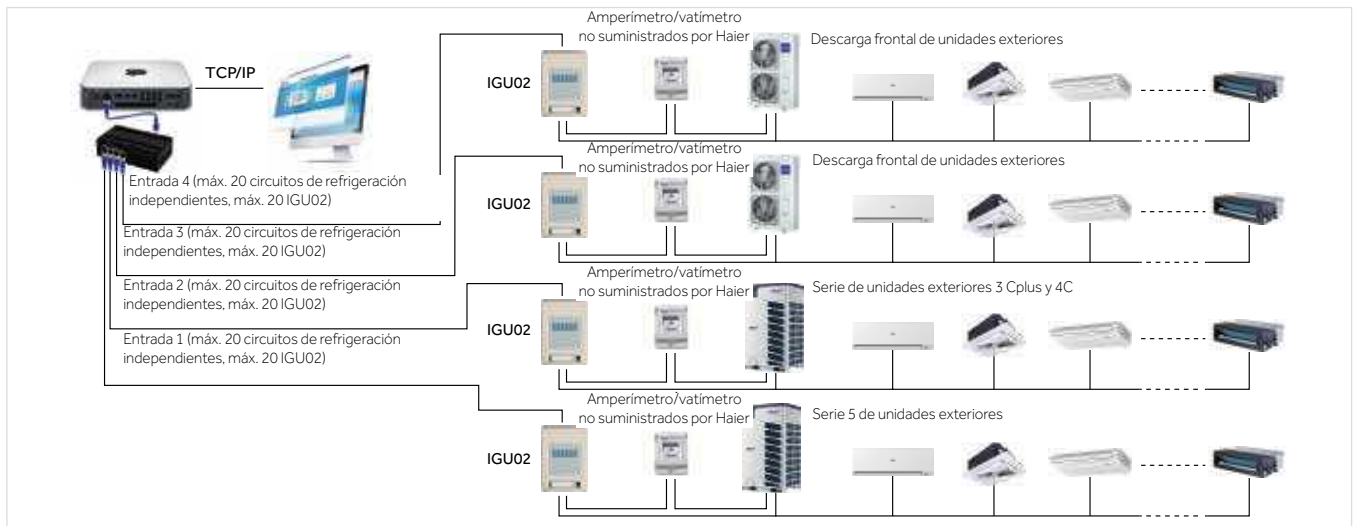 Amperímetro/vatímetro
no suministrados por Haier
Descarga frontal de unidades exteriores
TCP/IP
IGU02
Amperímetro/vatímetro
no suministrados por Haier
Descarga frontal de unidades exteriores
Entrada 4 (máx. 20 circuitos de refrigeración
independientes, máx. 20 IGU02)
IGU02
Entrada 3 (máx. 20 circuitos de refrigeración
independientes, máx. 20 IGU02)
Amperímetro/vatímetro
no suministrados por Haier
Serie de unidades exteriores 3 Cplus y 4C
Entrada 2 (máx. 20 circuitos de refrigeración
independientes, máx. 20 IGU02)
IGU02
Entrada 1 (máx. 20 circuitos de refrigeración
independientes, máx. 20 IGU02)
Amperímetro/vatímetro
no suministrados por Haier
Serie 5 de unidades exteriores
IGU02